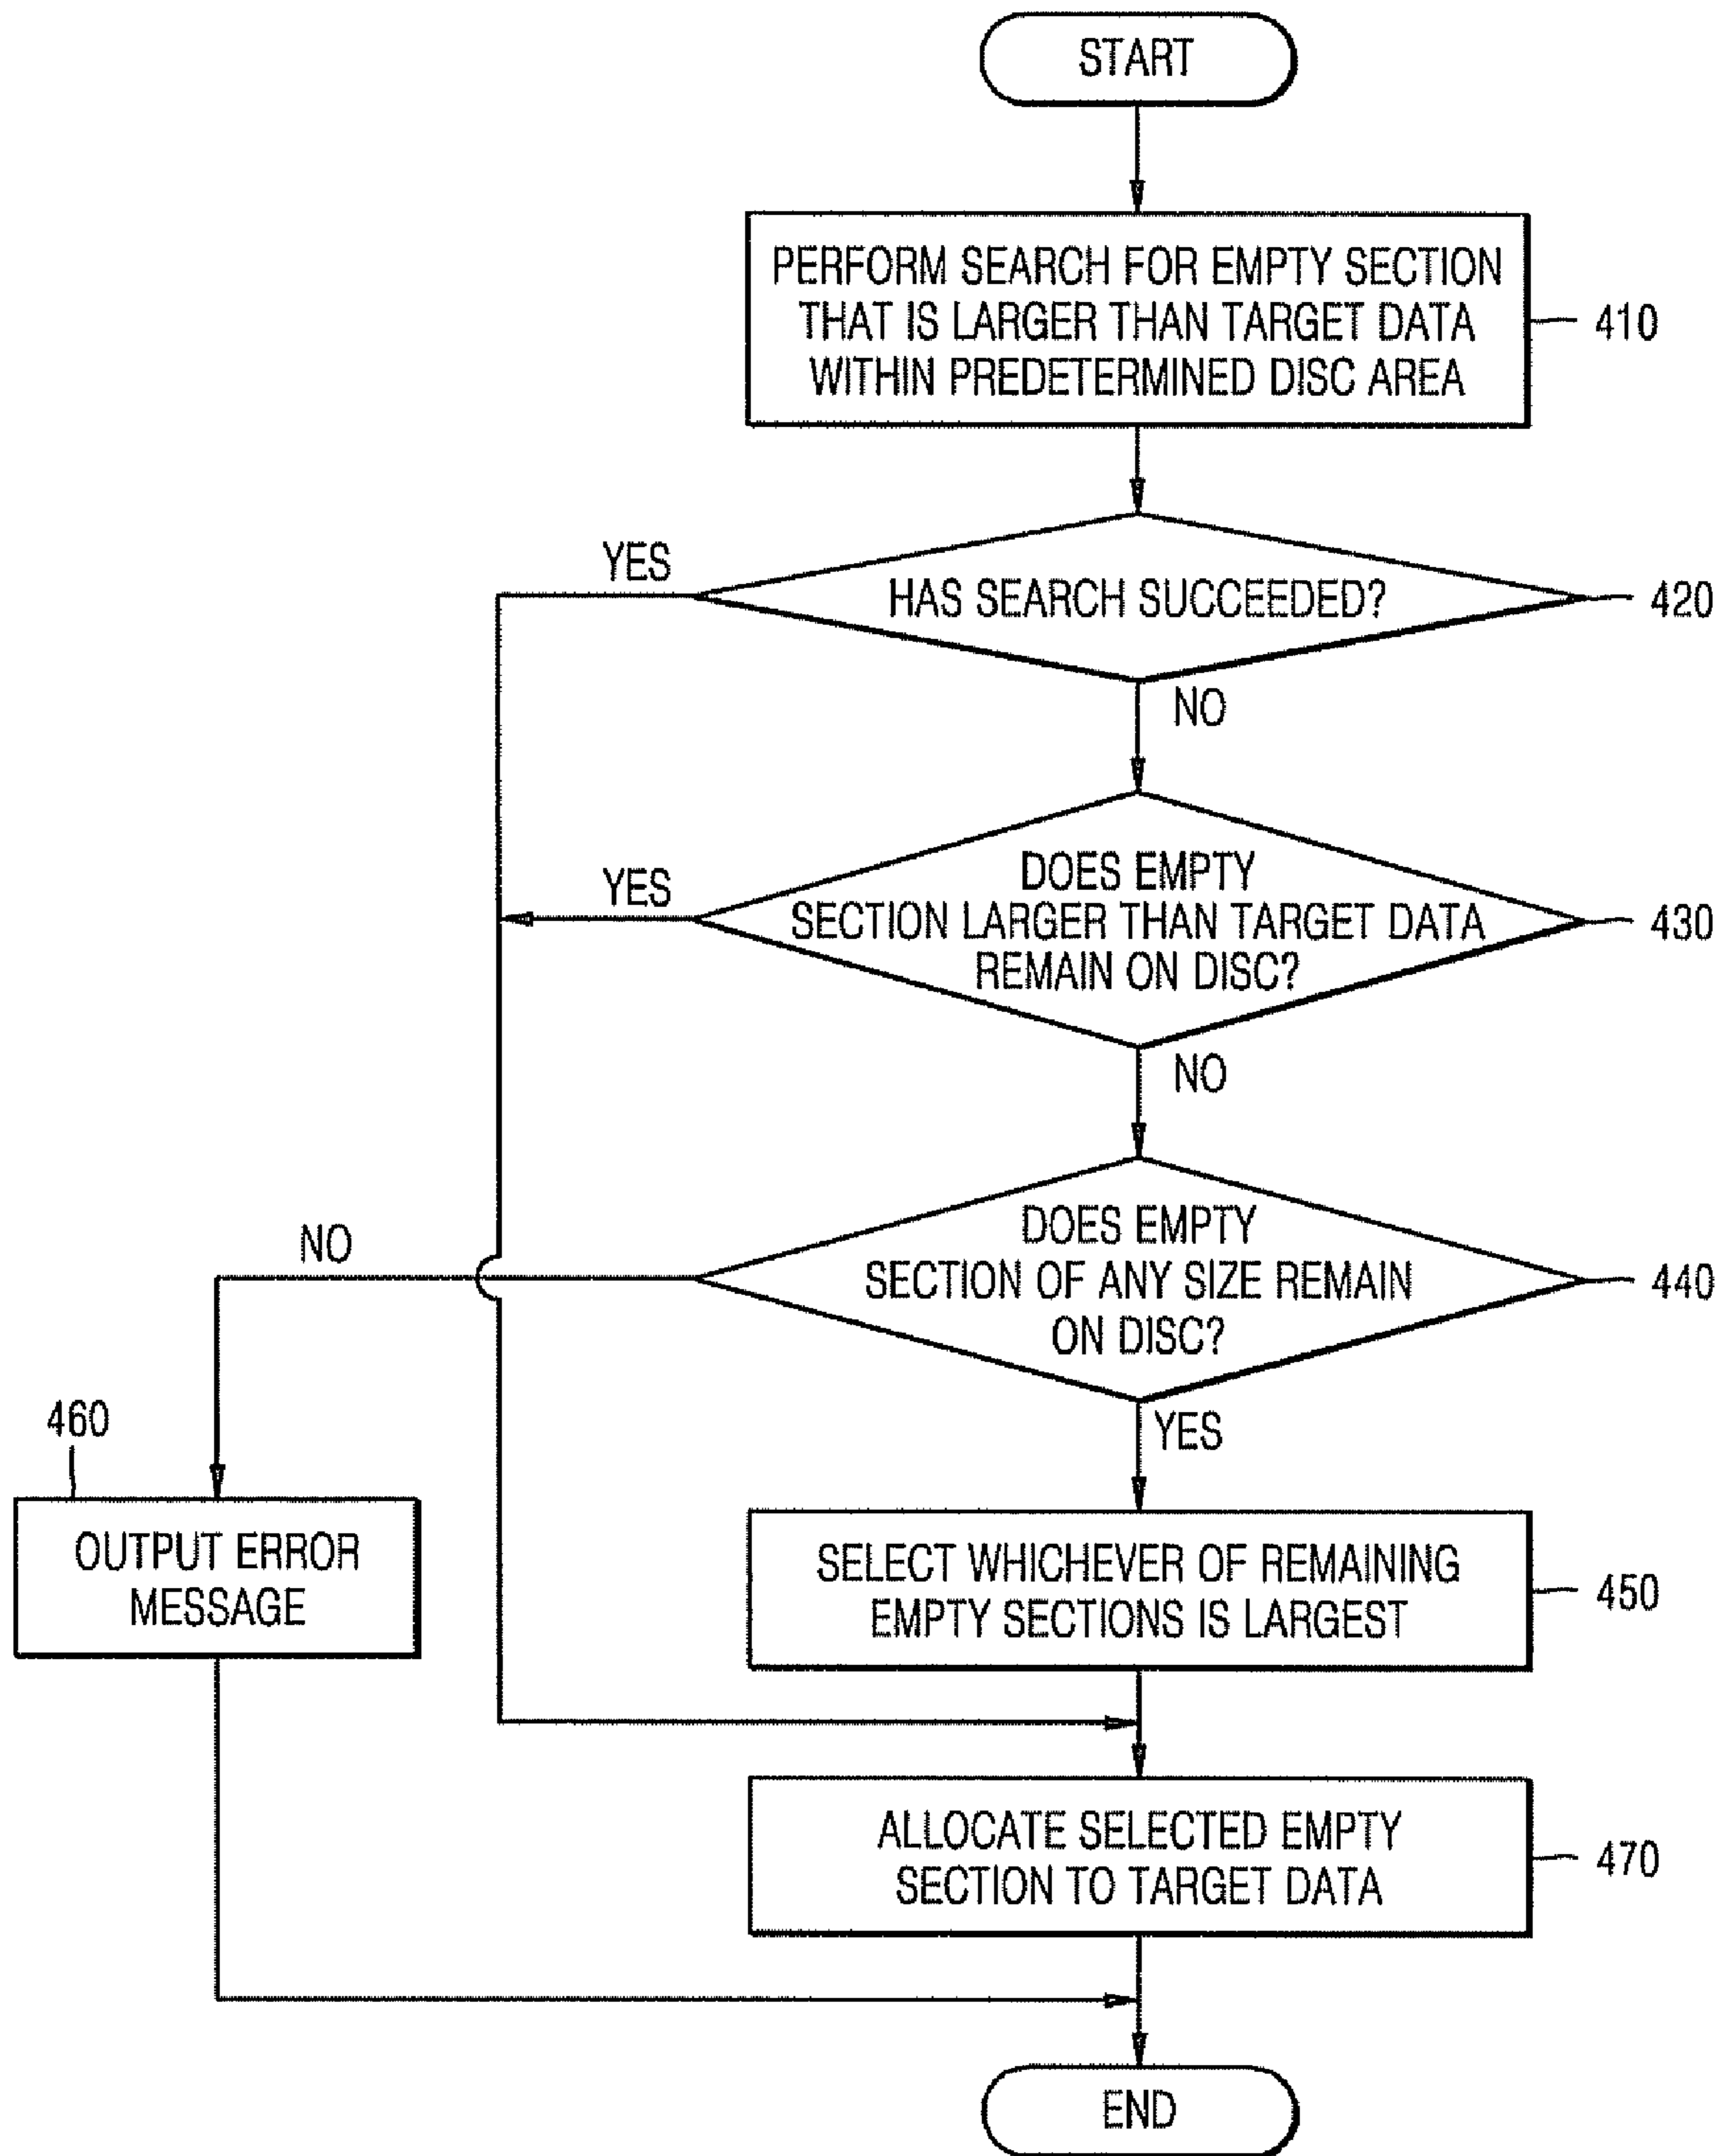 START
PERFORM SEARCH FOR EMPTY SECTION
THAT IS LARGER THAN TARGET DATA
WITHIN PREDETERMINED DISC AREA
410
YES
HAS SEARCH SUCCEEDED?
420
NO
YES
DOES EMPTY
SECTION LARGER THAN TARGET DATA
REMAIN ON DISC?
430
NO
NO
DOES EMPTY
SECTION OF ANY SIZE REMAIN
ON DISC?
440
YES
460
OUTPUT ERROR
MESSAGE
SELECT WHICHEVER OF REMAINING
EMPTY SECTIONS IS LARGEST
450
ALLOCATE SELECTED EMPTY
SECTION TO TARGET DATA
470
END